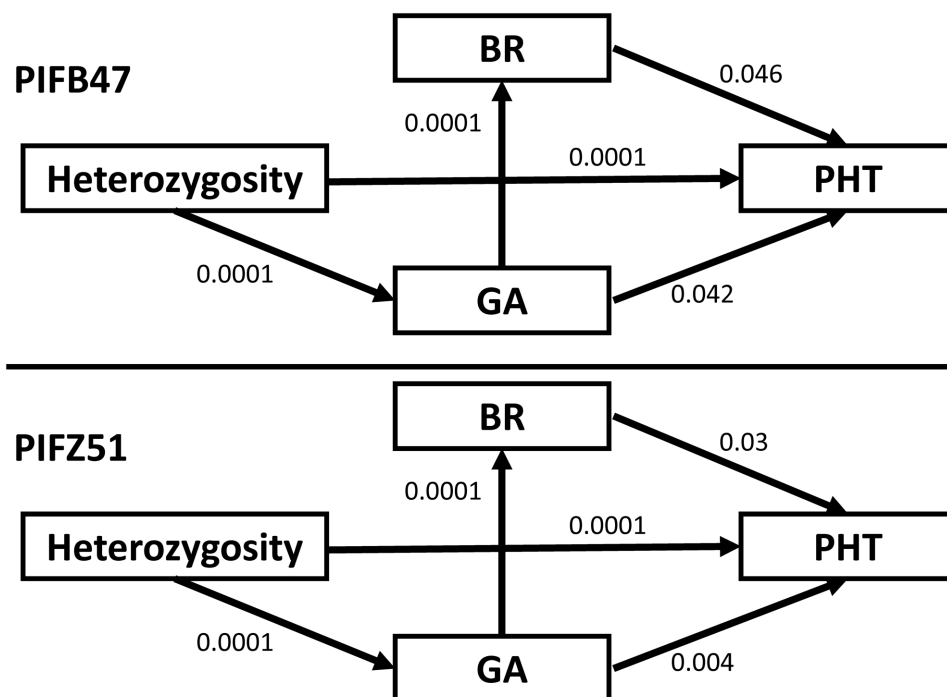 BR
PIFB47
0.046
0.0001
0.0001
Heterozygosity
PHT
0.0001
GA
0.042
BR
PIFZ51
0.03
0.0001
0.0001
Heterozygosity
PHT
0.0001
GA
0.004